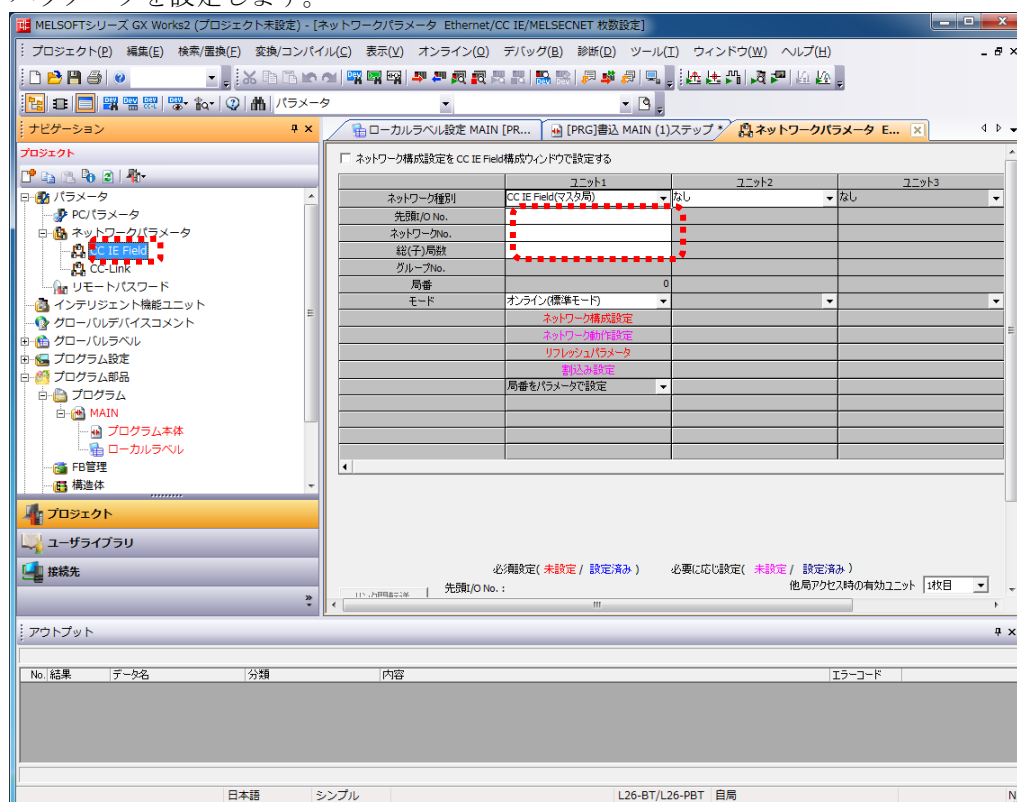 パラメータを設定します。
MELSOFTシリーズ GX Works2 (プロジェクト未設定) - [ネットワークパラメータ Ethernet/CC IE/MELSECNET 枚数設定]
プロジェクト(P) 編集(E) 検索/置換(F) 変換/コンパイル(C) 表示(V) オンライン(O) デバッグ(B) 診断(D) ツール(T) ウィンドウ(W) ヘルプ(H)
パラメータ
ナビゲーション
ローカルラベル設定 MAIN [PR...
[PRG]書込 MAIN (1)ステップ *
ネットワークパラメータ E...
プロジェクト
パラメータ
PCパラメータ
ネットワークパラメータ
CC IE Field
CC-Link
リモートパスワード
インテリジェント機能ユニット
グローバルデバイスコメント
グローバルラベル
プログラム設定
プログラム部品
プログラム
MAIN
プログラム本体
ローカルラベル
FB管理
構造体
プロジェクト
ユーザライブラリ
接続先
ネットワーク構成設定を CC IE Field構成ウィンドウで設定する
ユニット1 ユニット2 ユニット3
ネットワーク種別 CC IE Field(マスタ局) なし なし
先頭I/O No.
ネットワークNo.
総(子)局数
グループNo.
局番 0
モード オンライン(標準モード)
ネットワーク構成設定
ネットワーク動作設定
リフレッシュパラメータ
割込み設定
局番をパラメータで設定
必須設定( 未設定 / 設定済み ) 必要に応じ設定( 未設定 / 設定済み )
先頭I/O No. : 他局アクセス時の有効ユニット 1枚目
アウトプット
No. 結果 データ名 分類 内容 エラーコード
日本語 シンプル L26-BT/L26-PBT 自局 N